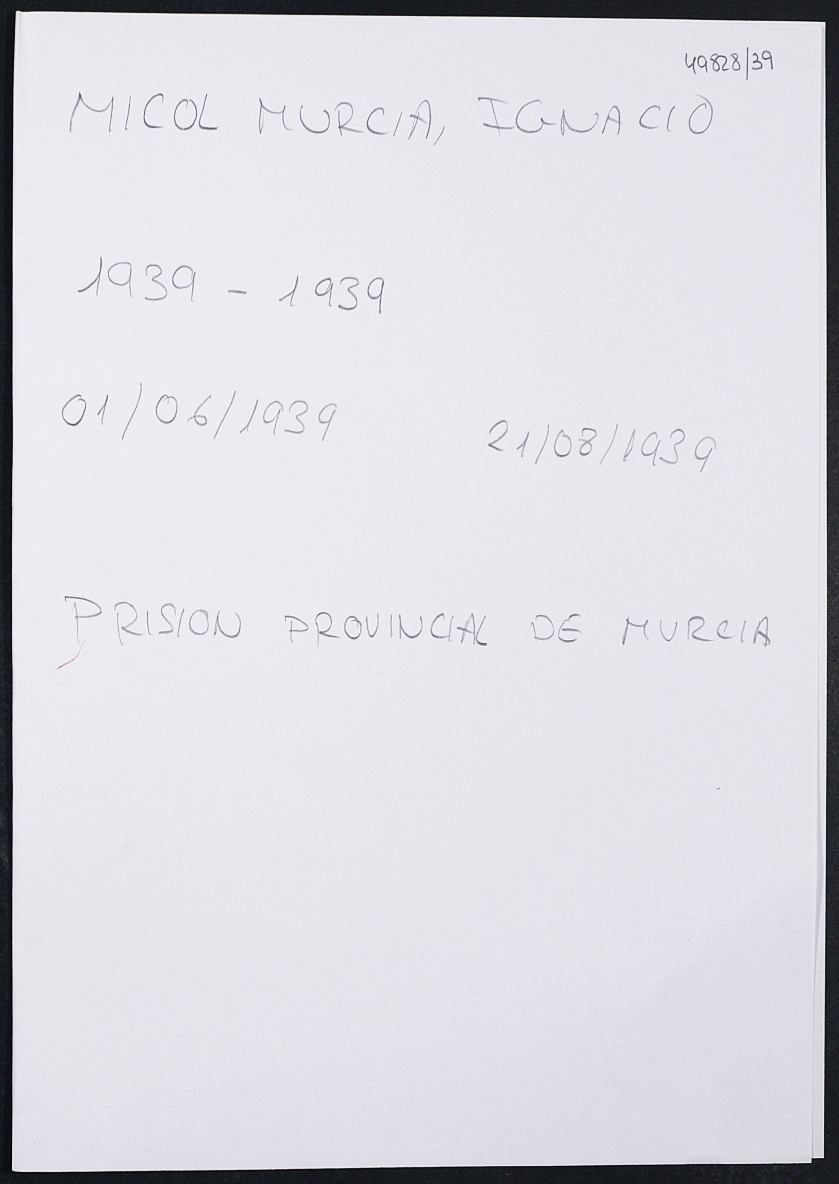 49828/39
MICOL MURCIA, IGNACIO
1939 - 1939
01/06/1939 21/08/1939
PRISION PROVINCIAL DE MURCIA